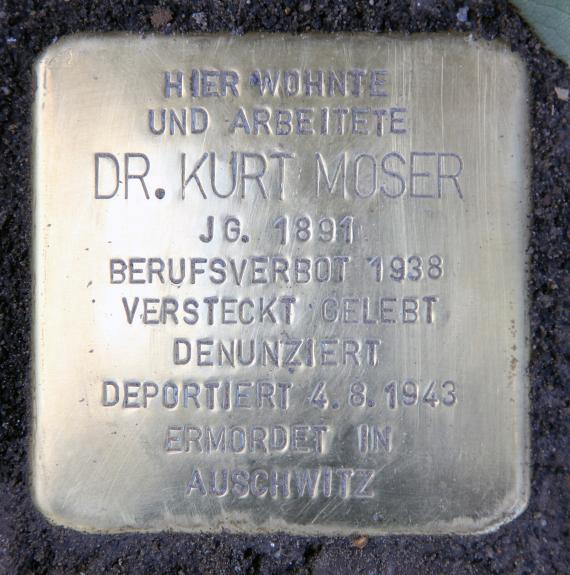 HIER WOHNTE
UND ARBEITETE
DR. KURT MOSER
JG. 1891
BERUFSVERBOT 1938
VERSTECKT GELEBT
DENUNZIERT
DEPORTIERT 4.8.1943
ERMORDET IN
AUSCHWITZ